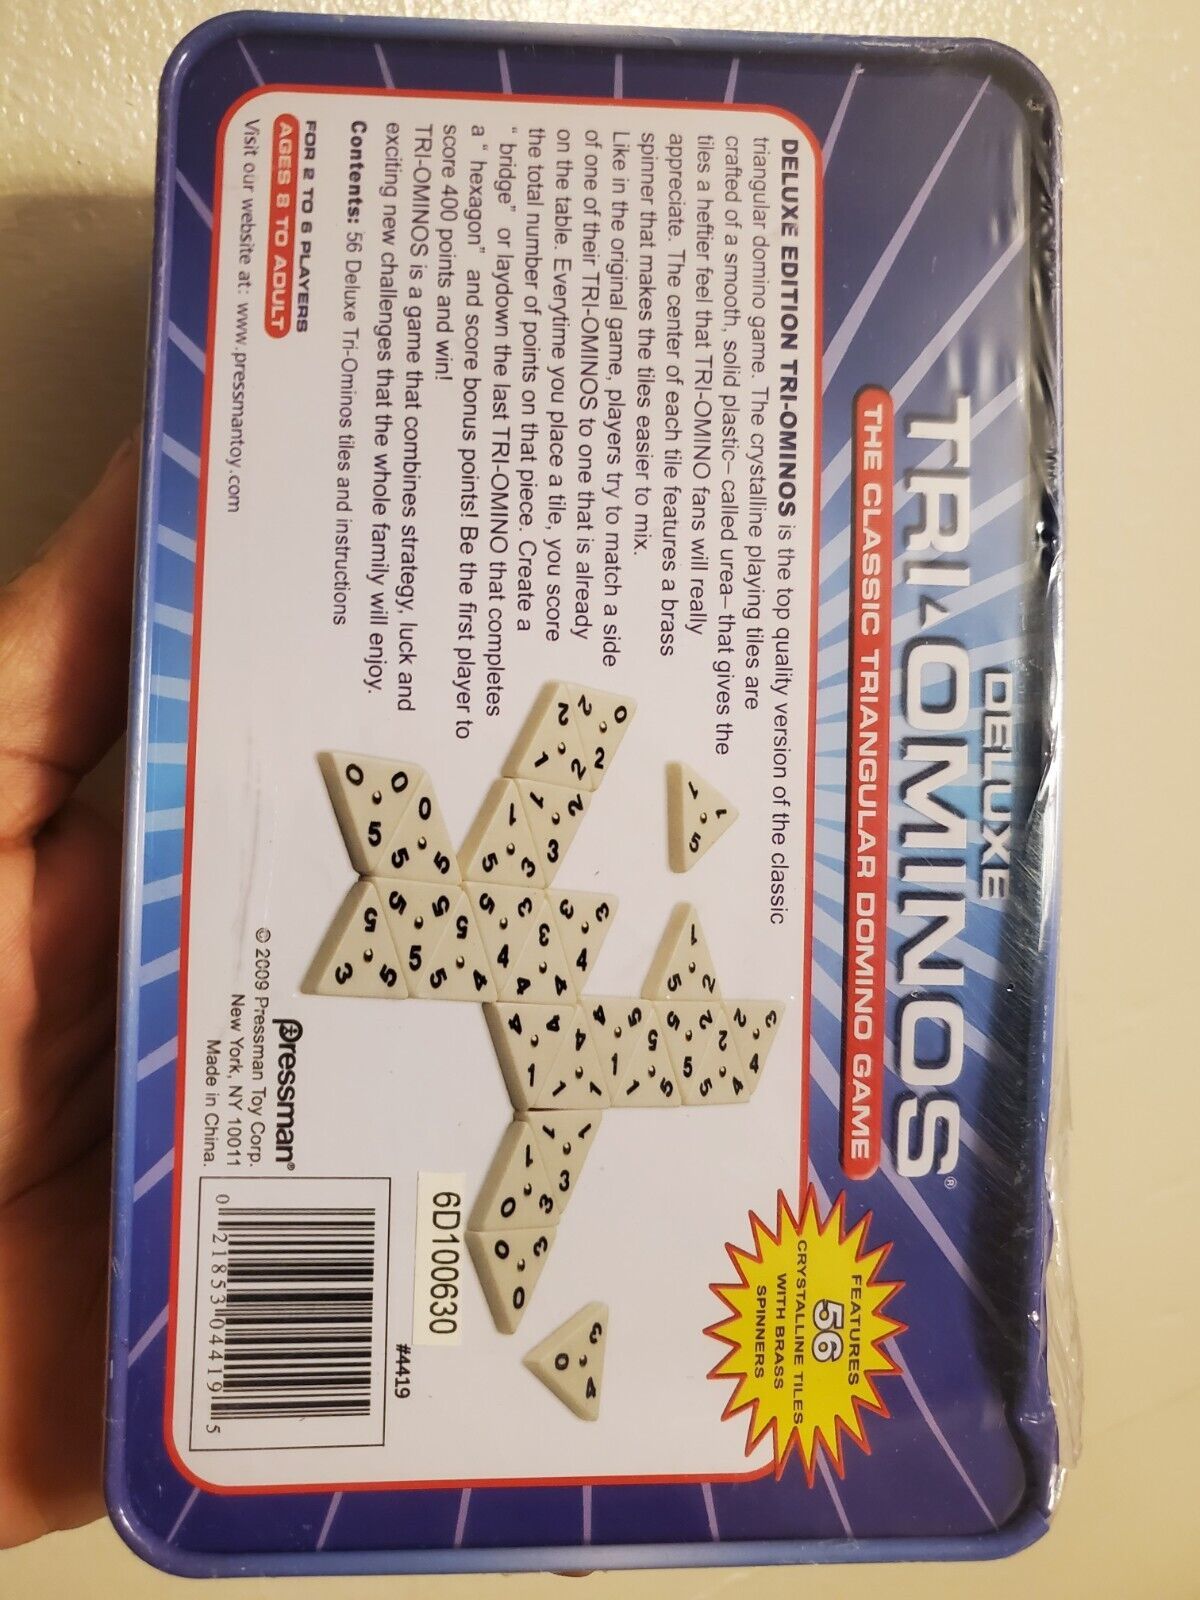 DELUXE
TRI-OMINOS®
THE CLASSIC TRIANGULAR DOMINO GAME
DELUXE EDITION TRI-OMINOS is the top quality version of the classic
triangular domino game. The crystalline playing tiles are
crafted of a smooth, solid plastic– called urea– that gives the
tiles a heftier feel that TRI-OMINO fans will really
appreciate. The center of each tile features a brass
spinner that makes the tiles easier to mix.
Like in the original game, players try to match a side
of one of their TRI-OMINOS to one that is already
on the table. Everytime you place a tile, you score
the total number of points on that piece. Create a
“ bridge” or laydown the last TRI-OMINO that completes
a “ hexagon” and score bonus points! Be the first player to
score 400 points and win!
TRI-OMINOS is a game that combines strategy, luck and
exciting new challenges that the whole family will enjoy.
Contents: 56 Deluxe Tri-Ominos tiles and instructions
FOR 2 TO 6 PLAYERS
AGES 8 TO ADULT
Visit our website at: www.pressmantoy.com
FEATURES
56
CRYSTALLINE TILES
WITH BRASS
SPINNERS
Pressman®
© 2009 Pressman Toy Corp.
New York, NY 10011
Made in China.
6D100630
#4419
0 21853 04419 5